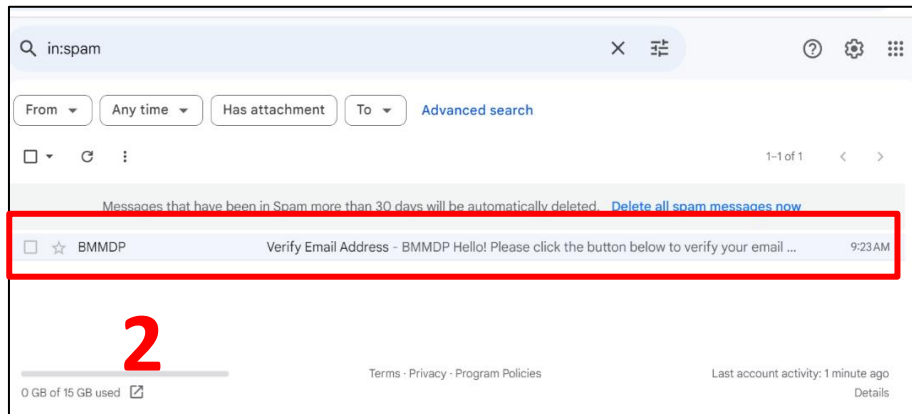 in:spam
From Any time Has attachment To Advanced search
1–1 of 1
Messages that have been in Spam more than 30 days will be automatically deleted. Delete all spam messages now
BMMDP Verify Email Address - BMMDP Hello! Please click the button below to verify your email ... 9:23 AM
2
0 GB of 15 GB used Terms · Privacy · Program Policies Last account activity: 1 minute ago
Details